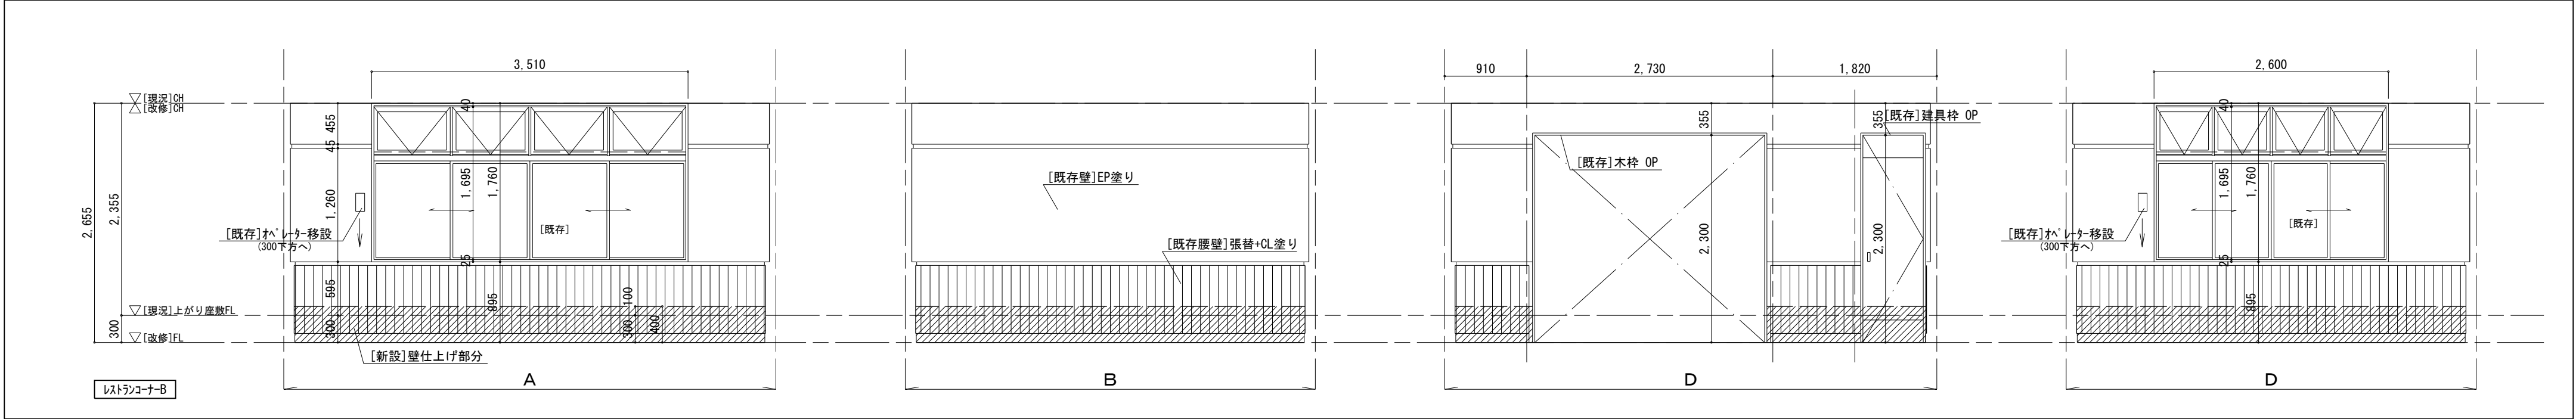 3,510
910
2,730
1,820
2,600
[現況]CH
[改修]CH
40
455
45
355
355
[既存]建具枠 OP
40
[既存]木枠 OP
[既存壁]EP塗り
1,695
1,760
1,260
2,355
2,655
[既存]
[既存]ｵﾍﾟﾚｰﾀｰ移設
(300下方へ)
25
[既存腰壁]張替+CL塗り
2,300
2,300
1,695
1,760
[既存]
[既存]ｵﾍﾟﾚｰﾀｰ移設
(300下方へ)
25
595
895
100
895
[現況]上がり座敷FL
300
300
300
400
[改修]FL
[新設]壁仕上げ部分
ﾚｽﾄﾗﾝｺｰﾅｰB
A
B
D
D